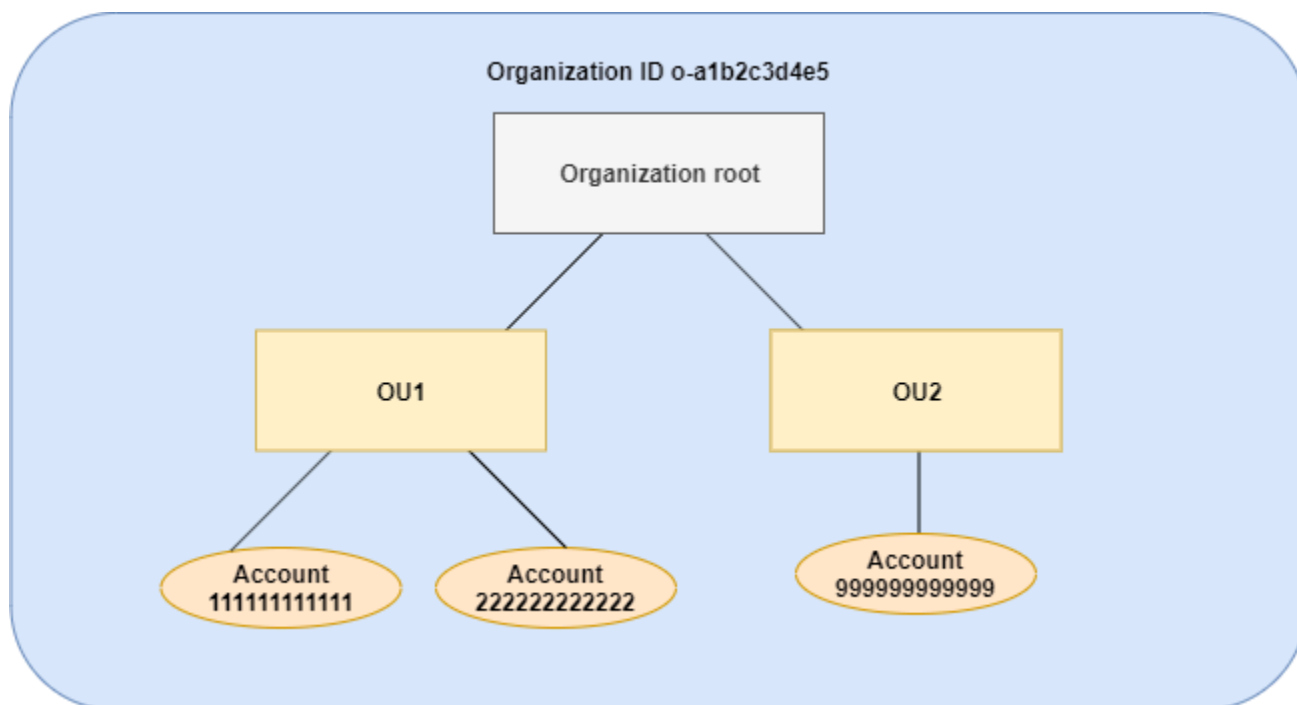 Organization ID o-a1b2c3d4e5
Organization root
OU1
OU2
Account
111111111111
Account
222222222222
Account
999999999999